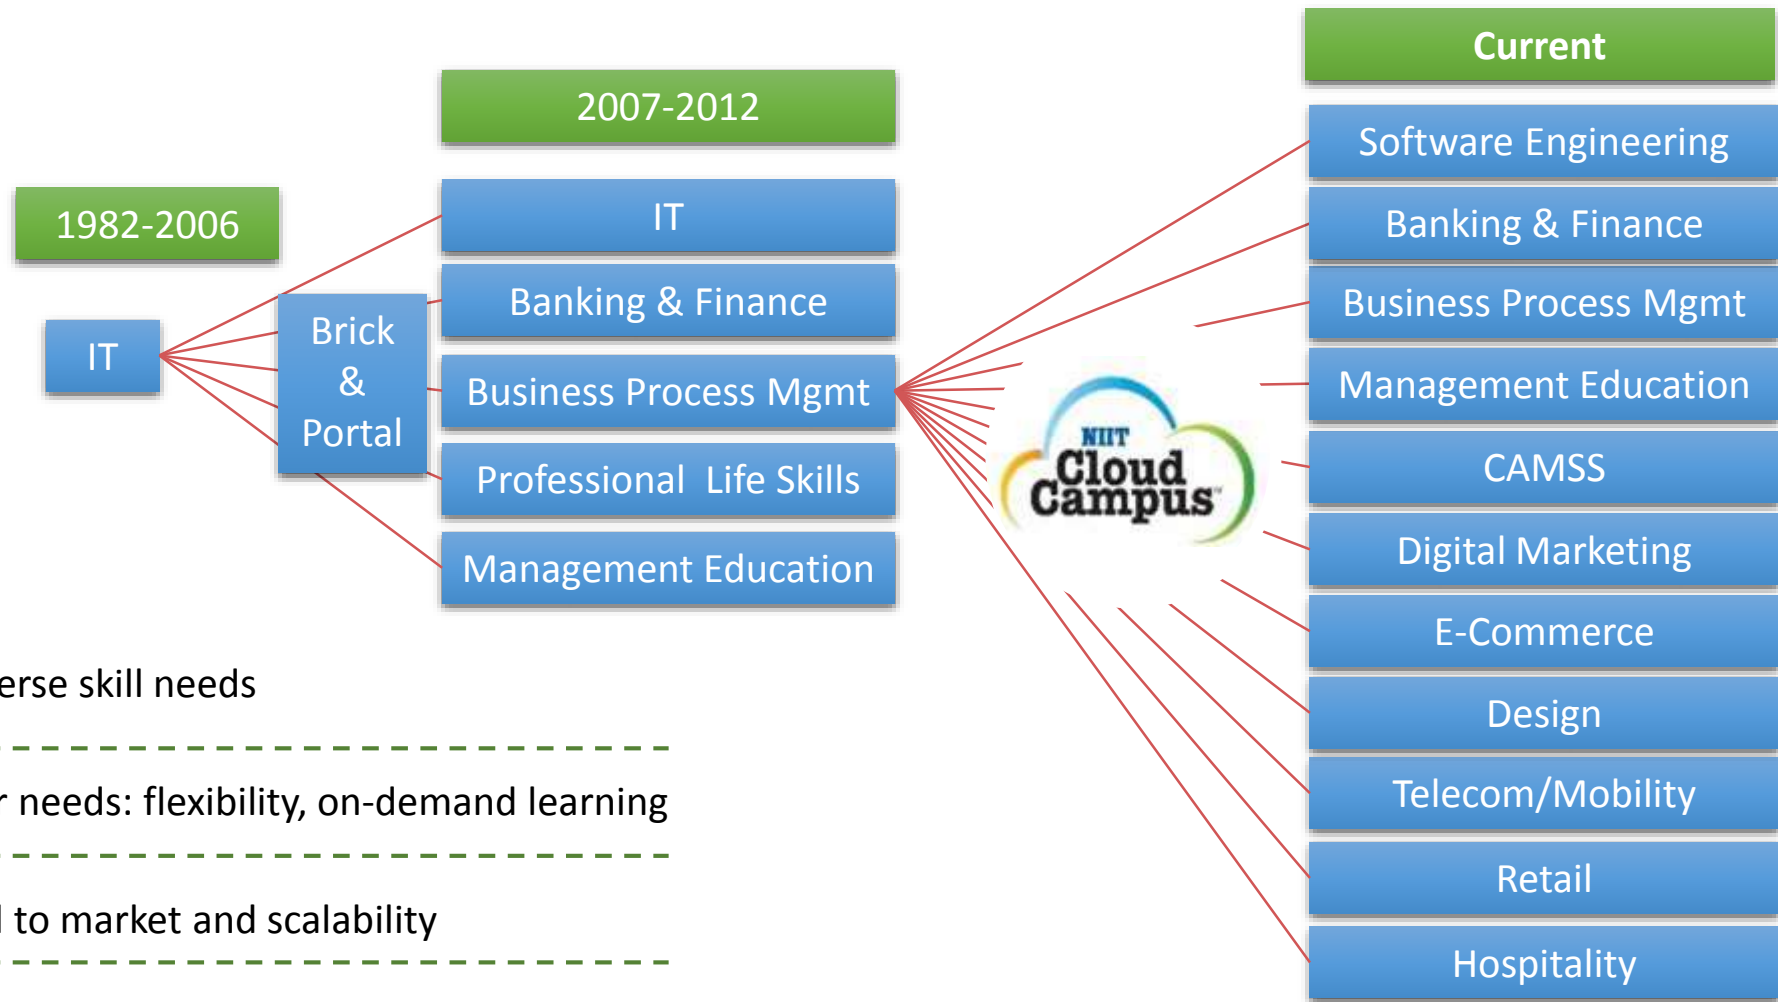 1982-2006
IT
Brick
&
Portal
2007-2012
IT
Banking & Finance
Business Process Mgmt
Professional Life Skills
Management Education
NIIT
Cloud
Campus™
Current
Software Engineering
Banking & Finance
Business Process Mgmt
Management Education
CAMSS
Digital Marketing
E-Commerce
Design
Telecom/Mobility
Retail
Hospitality
skill needs
needs: flexibility, on-demand learning
to market and scalability